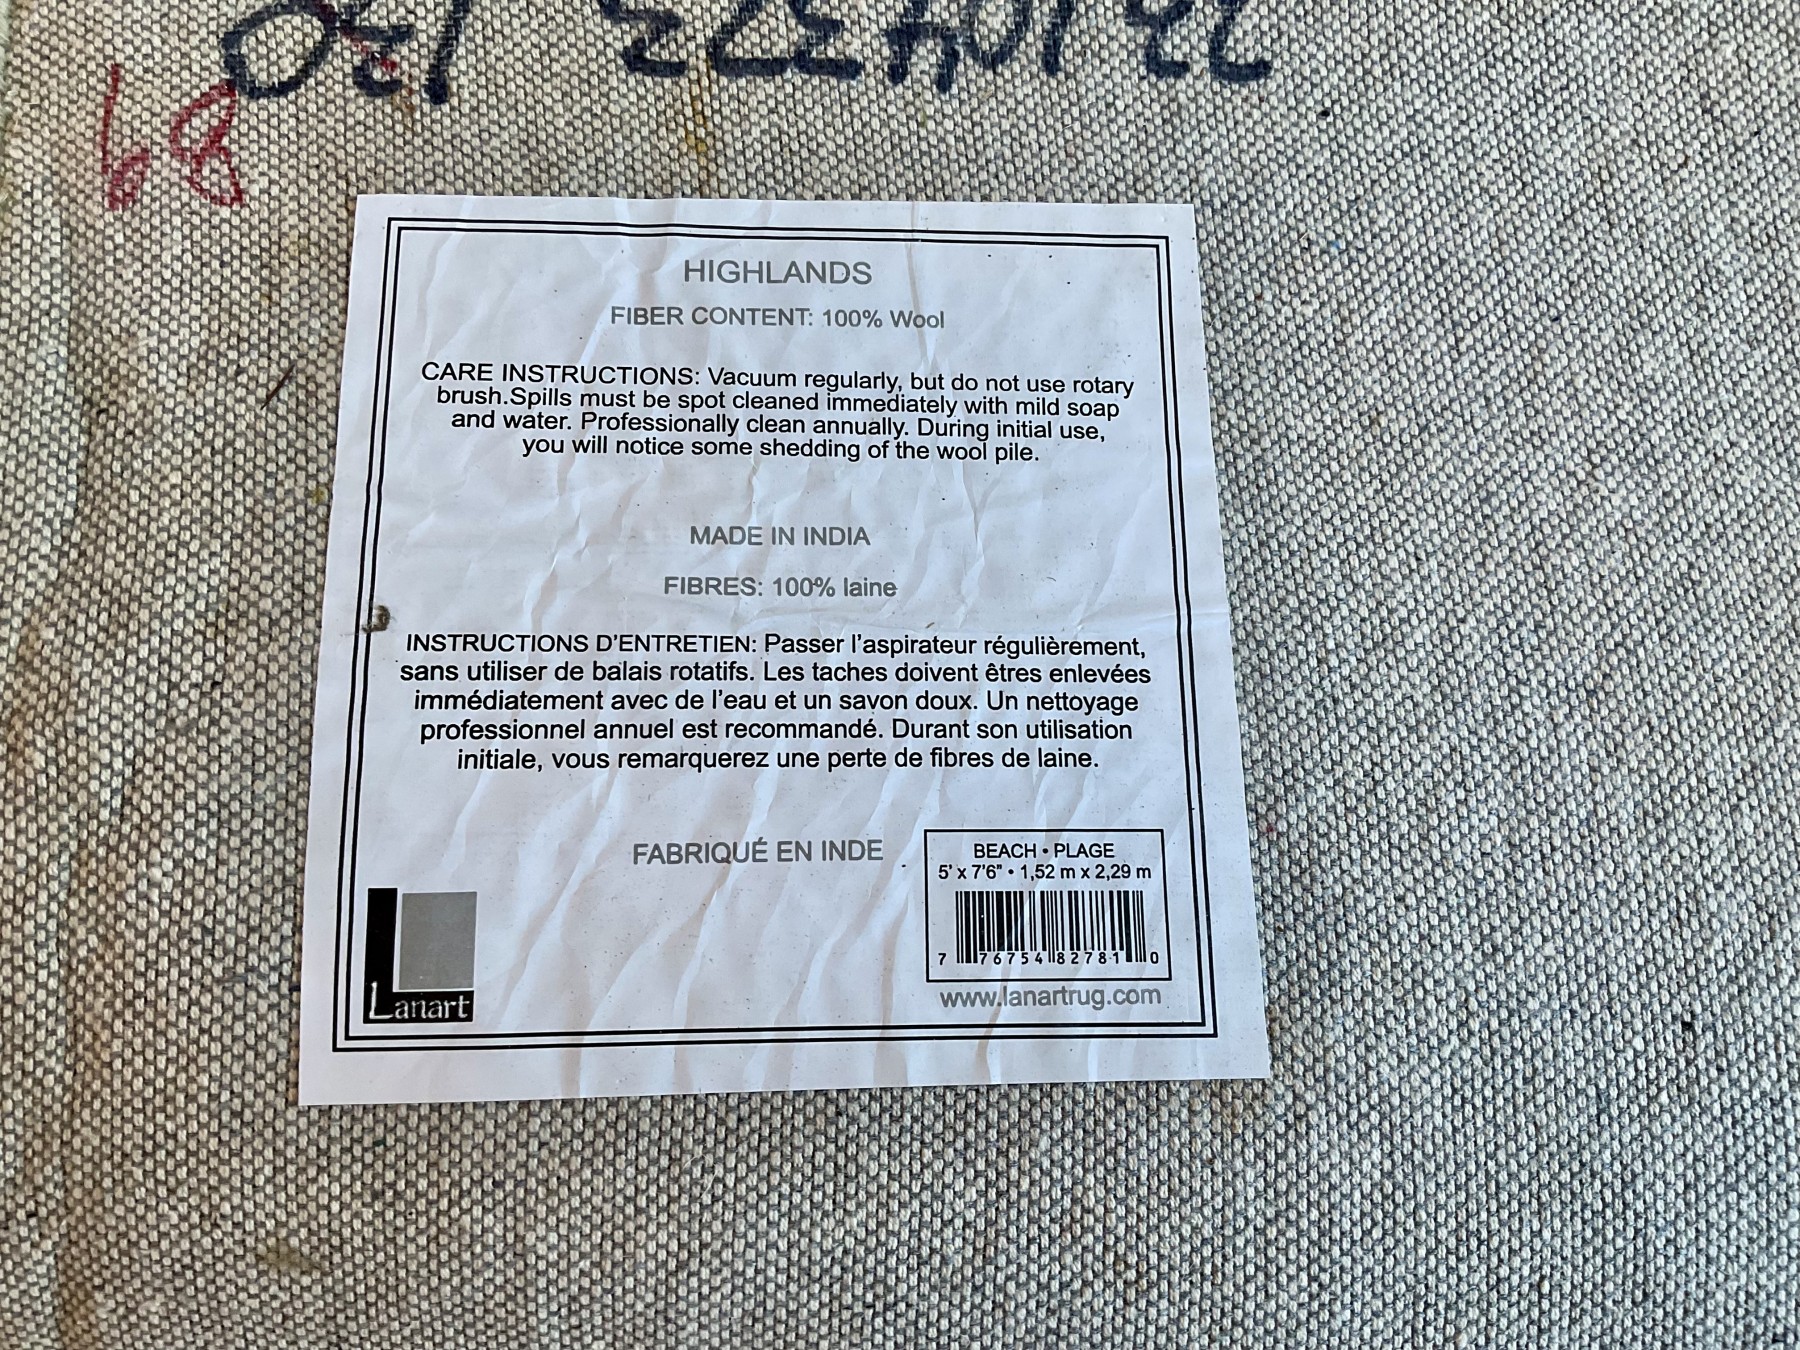 68
HIGHLANDS
FIBER CONTENT: 100% Wool
CARE INSTRUCTIONS: Vacuum regularly, but do not use rotary
brush.Spills must be spot cleaned immediately with mild soap
and water. Professionally clean annually. During initial use,
you will notice some shedding of the wool pile.
MADE IN INDIA
FIBRES: 100% laine
INSTRUCTIONS D'ENTRETIEN: Passer l'aspirateur régulièrement,
sans utiliser de balais rotatifs. Les taches doivent êtres enlevées
immédiatement avec de l'eau et un savon doux. Un nettoyage
professionnel annuel est recommandé. Durant son utilisation
initiale, vous remarquerez une perte de fibres de laine.
FABRIQUÉ EN INDE
BEACH • PLAGE
5' x 7'6" • 1,52 m x 2,29 m
7 76754 82781 0
www.lanartrug.com
Lanart